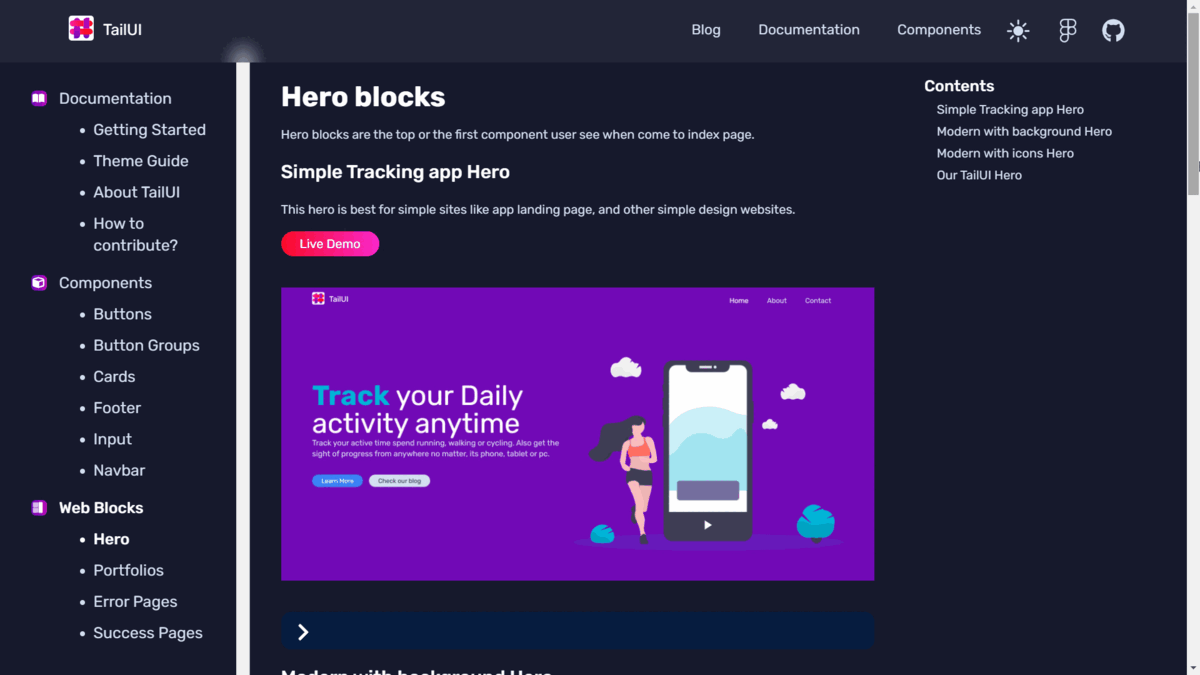 TailUI
Blog
Documentation
Components
Documentation
Getting Started
Theme Guide
About TailUI
How to
contribute?
Components
Buttons
Button Groups
Cards
Footer
Input
Navbar
Web Blocks
Hero
Portfolios
Error Pages
Success Pages
Hero blocks
Hero blocks are the top or the first component user see when come to index page.
Simple Tracking app Hero
This hero is best for simple sites like app landing page, and other simple design websites.
Live Demo
TailUI
Home
About
Contact
Track your Daily
activity anytime
Track your active time spend running, walking or cycling. Also get the
sight of progress from anywhere no matter, its phone, tablet or pc.
Learn More
Check our blog
Modern with background Hero
Contents
Simple Tracking app Hero
Modern with background Hero
Modern with icons Hero
Our TailUI Hero